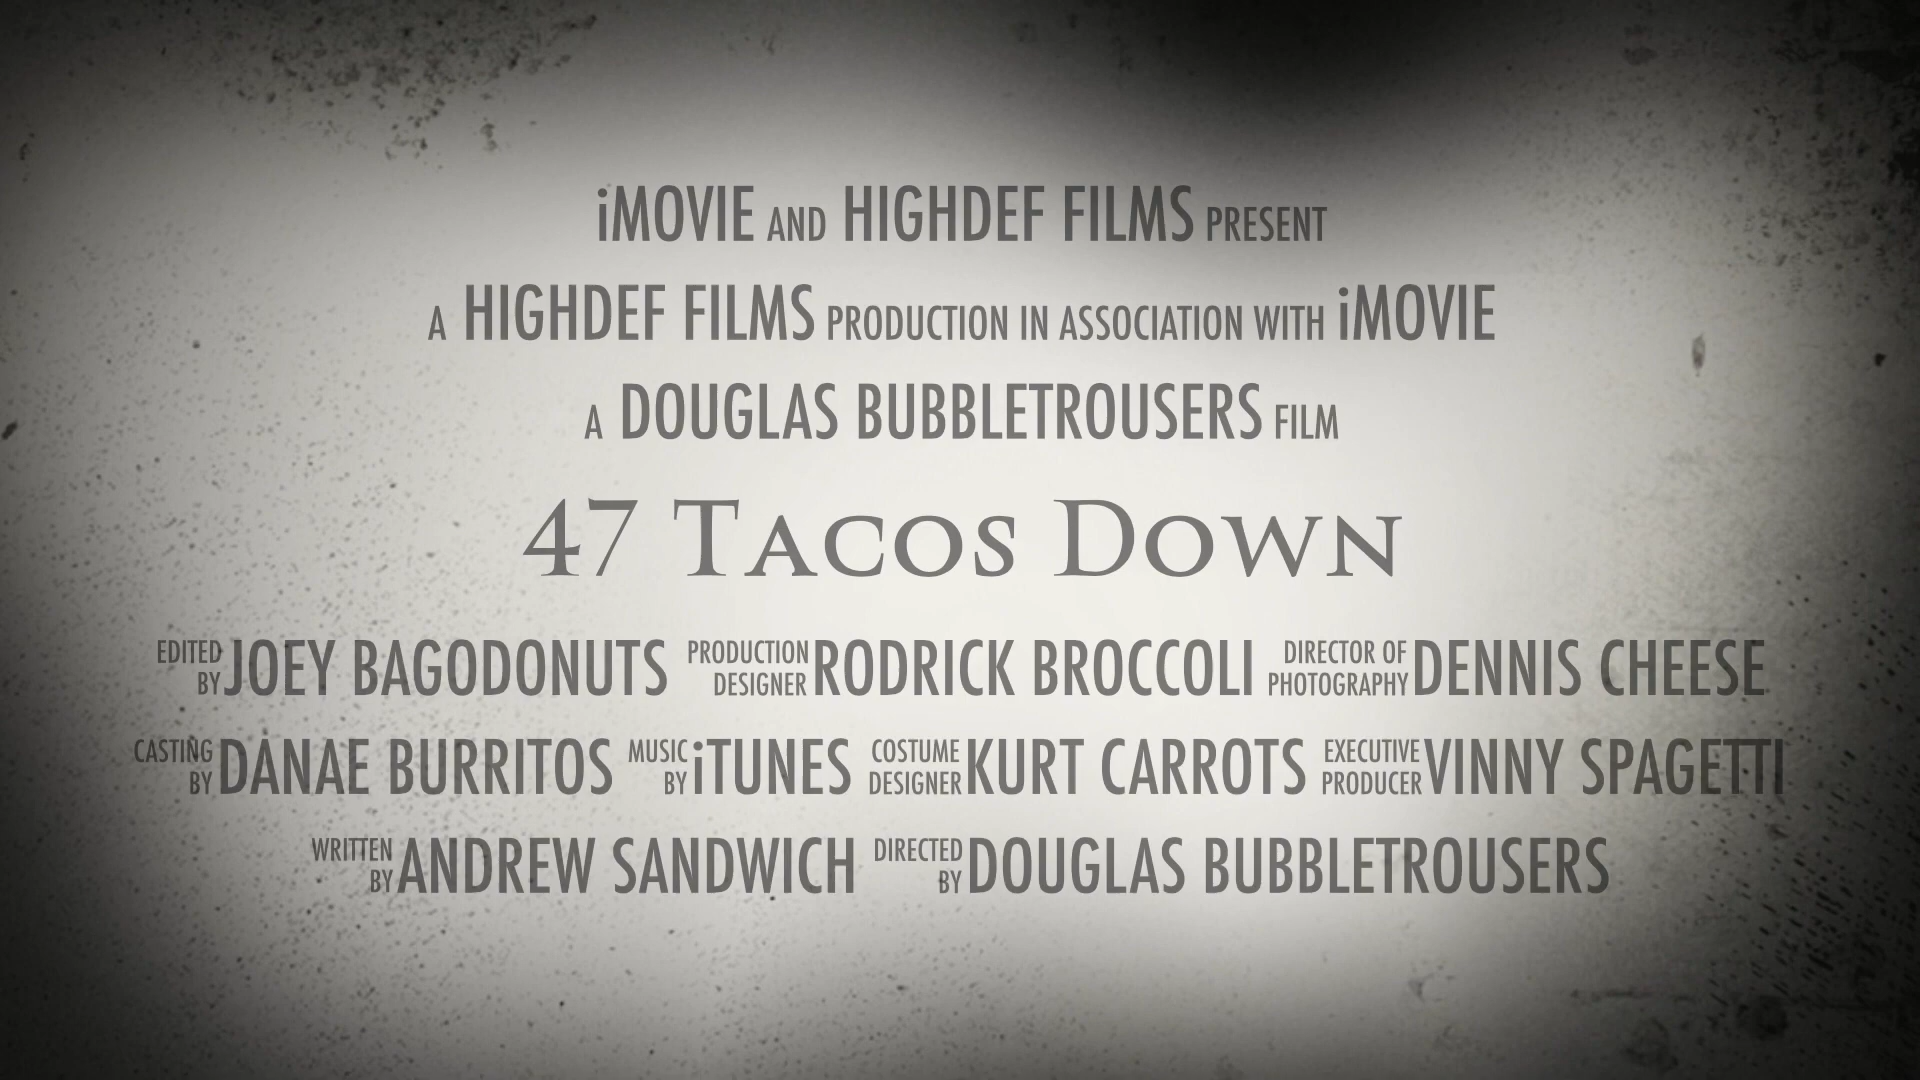 iMOVIE AND HIGHDEF FILMS PRESENT
A HIGHDEF FILMS PRODUCTION IN ASSOCIATION WITH iMOVIE
A DOUGLAS BUBBLETROUSERS FILM
47 TACOS DOWN
EDITED BY JOEY BAGODONUTS PRODUCTION DESIGNER RODRICK BROCCOLI DIRECTOR OF PHOTOGRAPHY DENNIS CHEESE
CASTING BY DANAE BURRITOS MUSIC BY iTUNES COSTUME DESIGNER KURT CARROTS EXECUTIVE PRODUCER VINNY SPAGETTI
WRITTEN BY ANDREW SANDWICH DIRECTED BY DOUGLAS BUBBLETROUSERS